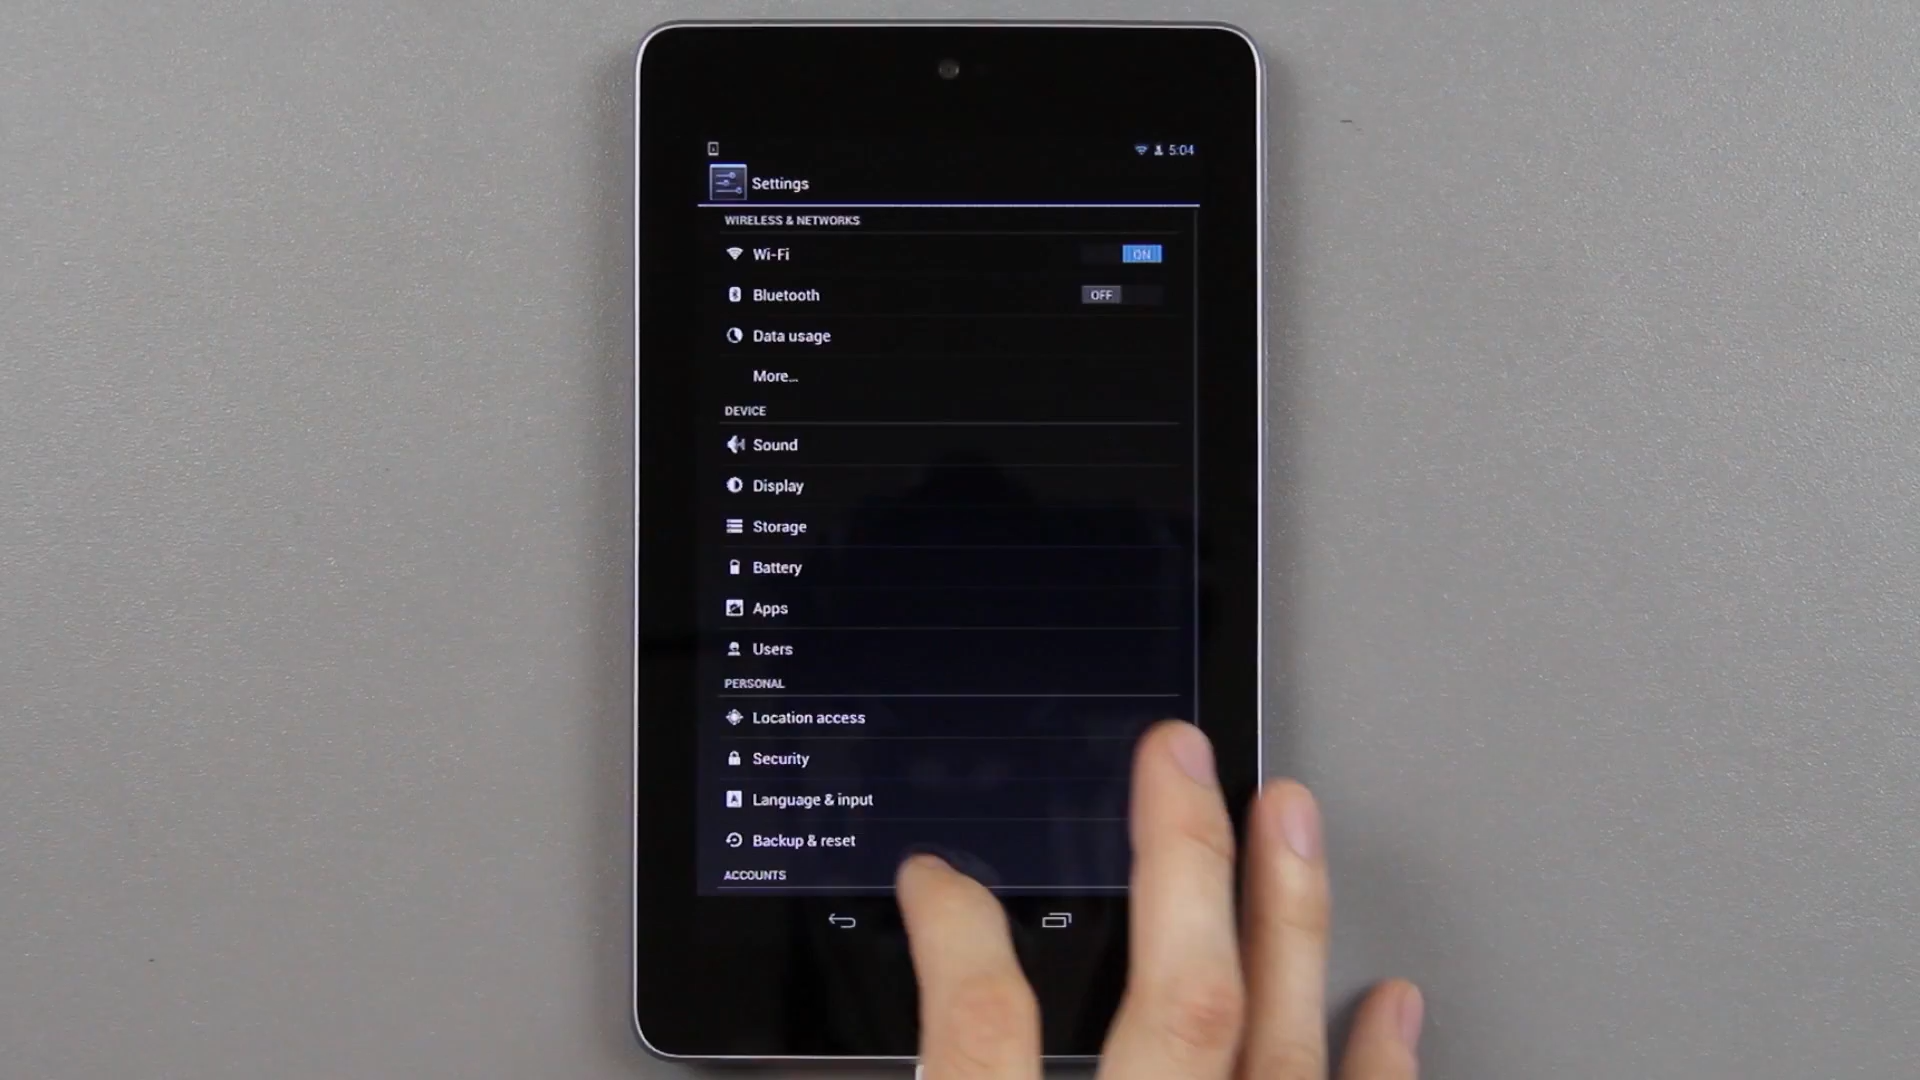 5:04
Settings
WIRELESS & NETWORKS
Wi-Fi ON
Bluetooth OFF
Data usage
More...
DEVICE
Sound
Display
Storage
Battery
Apps
Users
PERSONAL
Location access
Security
Language & input
Backup & reset
ACCOUNTS